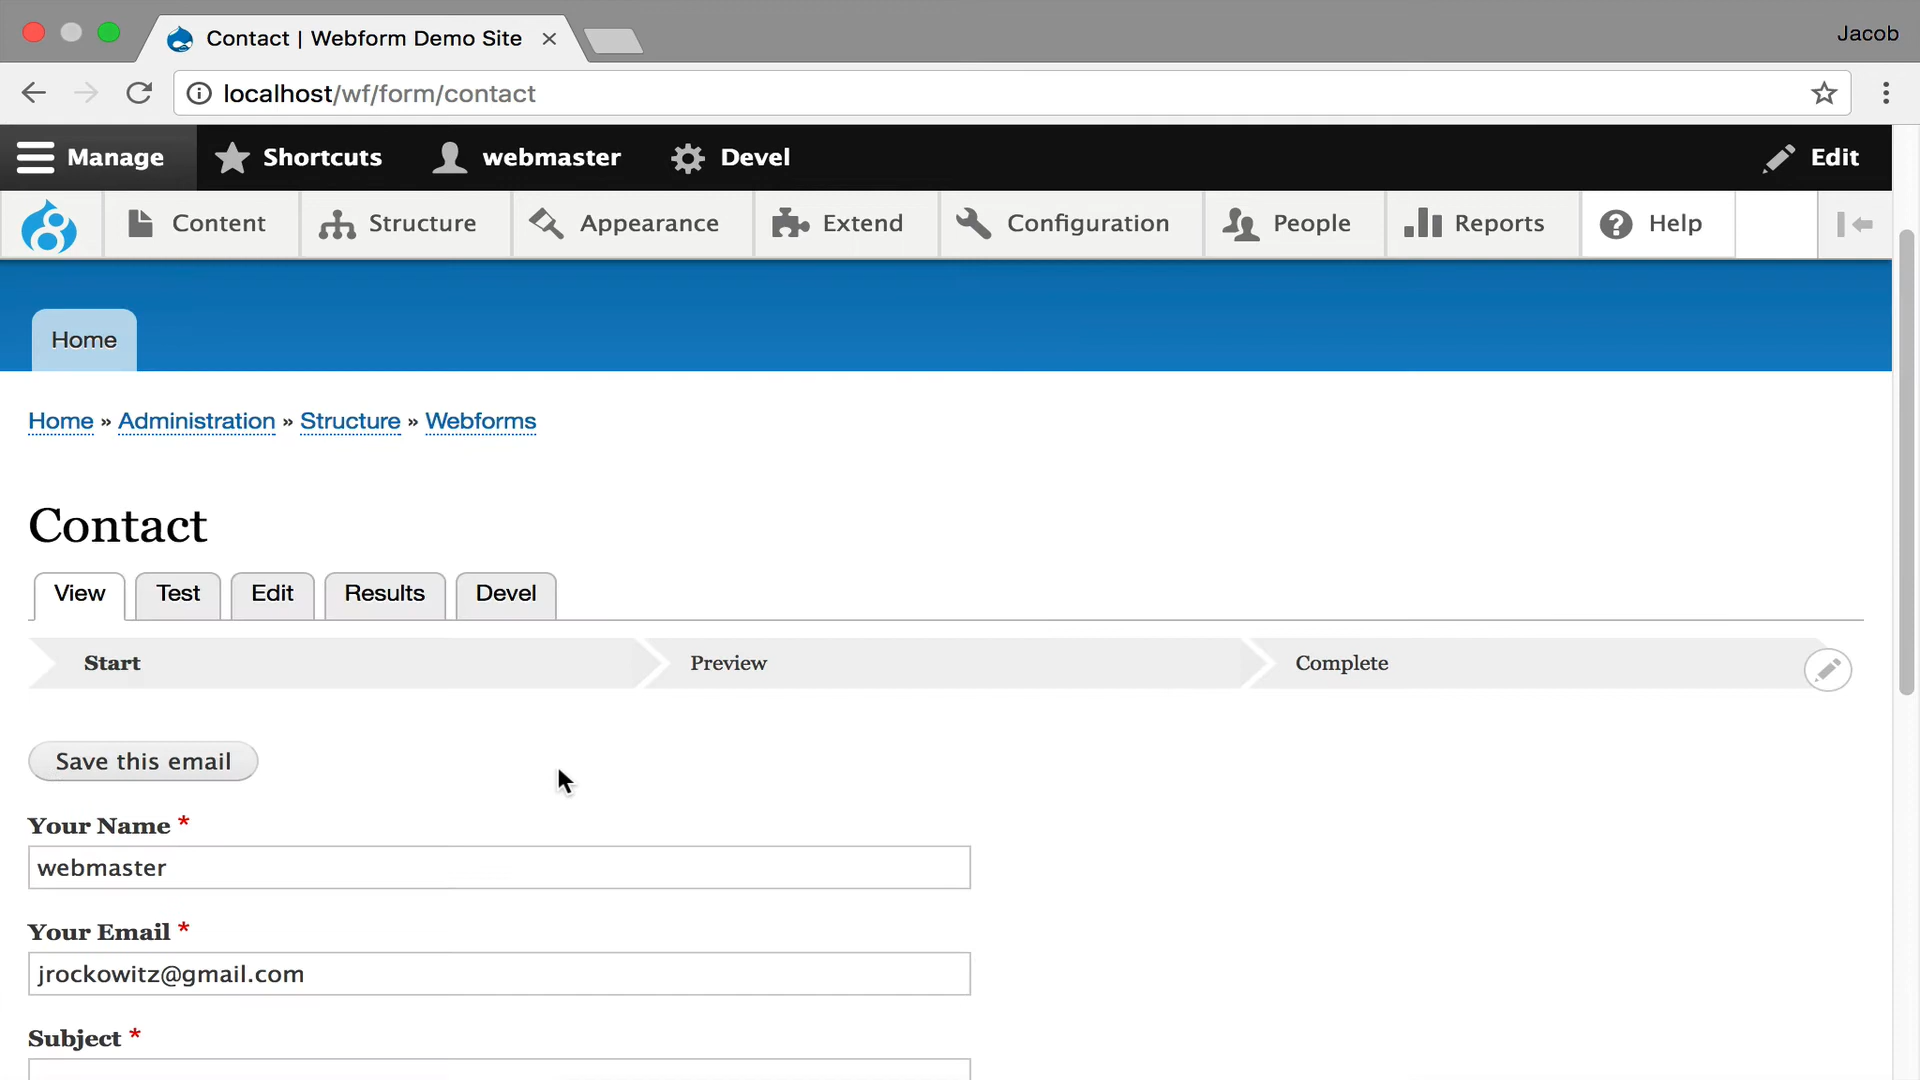 Contact | Webform Demo Site
Jacob
localhost/wf/form/contact
Manage Shortcuts webmaster Devel Edit
Content Structure Appearance Extend Configuration People Reports Help
Home
Home » Administration » Structure » Webforms
Contact
View Test Edit Results Devel
Start Preview Complete
Save this email
Your Name *
webmaster
Your Email *
jrockowitz@gmail.com
Subject *